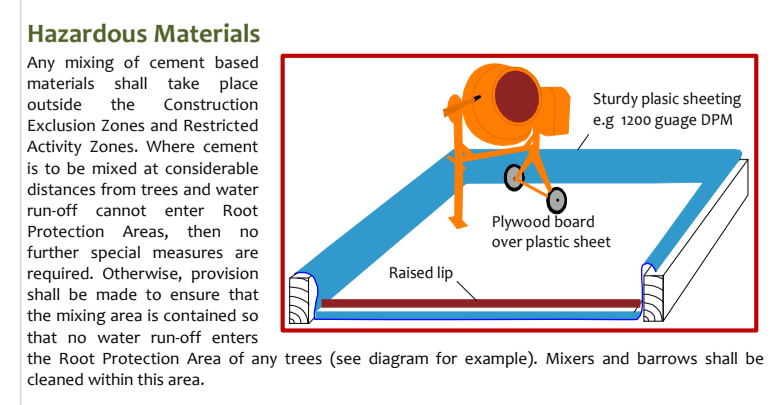 Hazardous Materials
Any mixing of cement based
materials shall take place
outside the Construction
Exclusion Zones and Restricted
Activity Zones. Where cement
is to be mixed at considerable
distances from trees and water
run-off cannot enter Root
Protection Areas, then no
further special measures are
required. Otherwise, provision
shall be made to ensure that
the mixing area is contained so
that no water run-off enters
the Root Protection Area of any trees (see diagram for example). Mixers and barrows shall be
cleaned within this area.
Sturdy plasic sheeting
e.g 1200 guage DPM
Plywood board
over plastic sheet
Raised lip